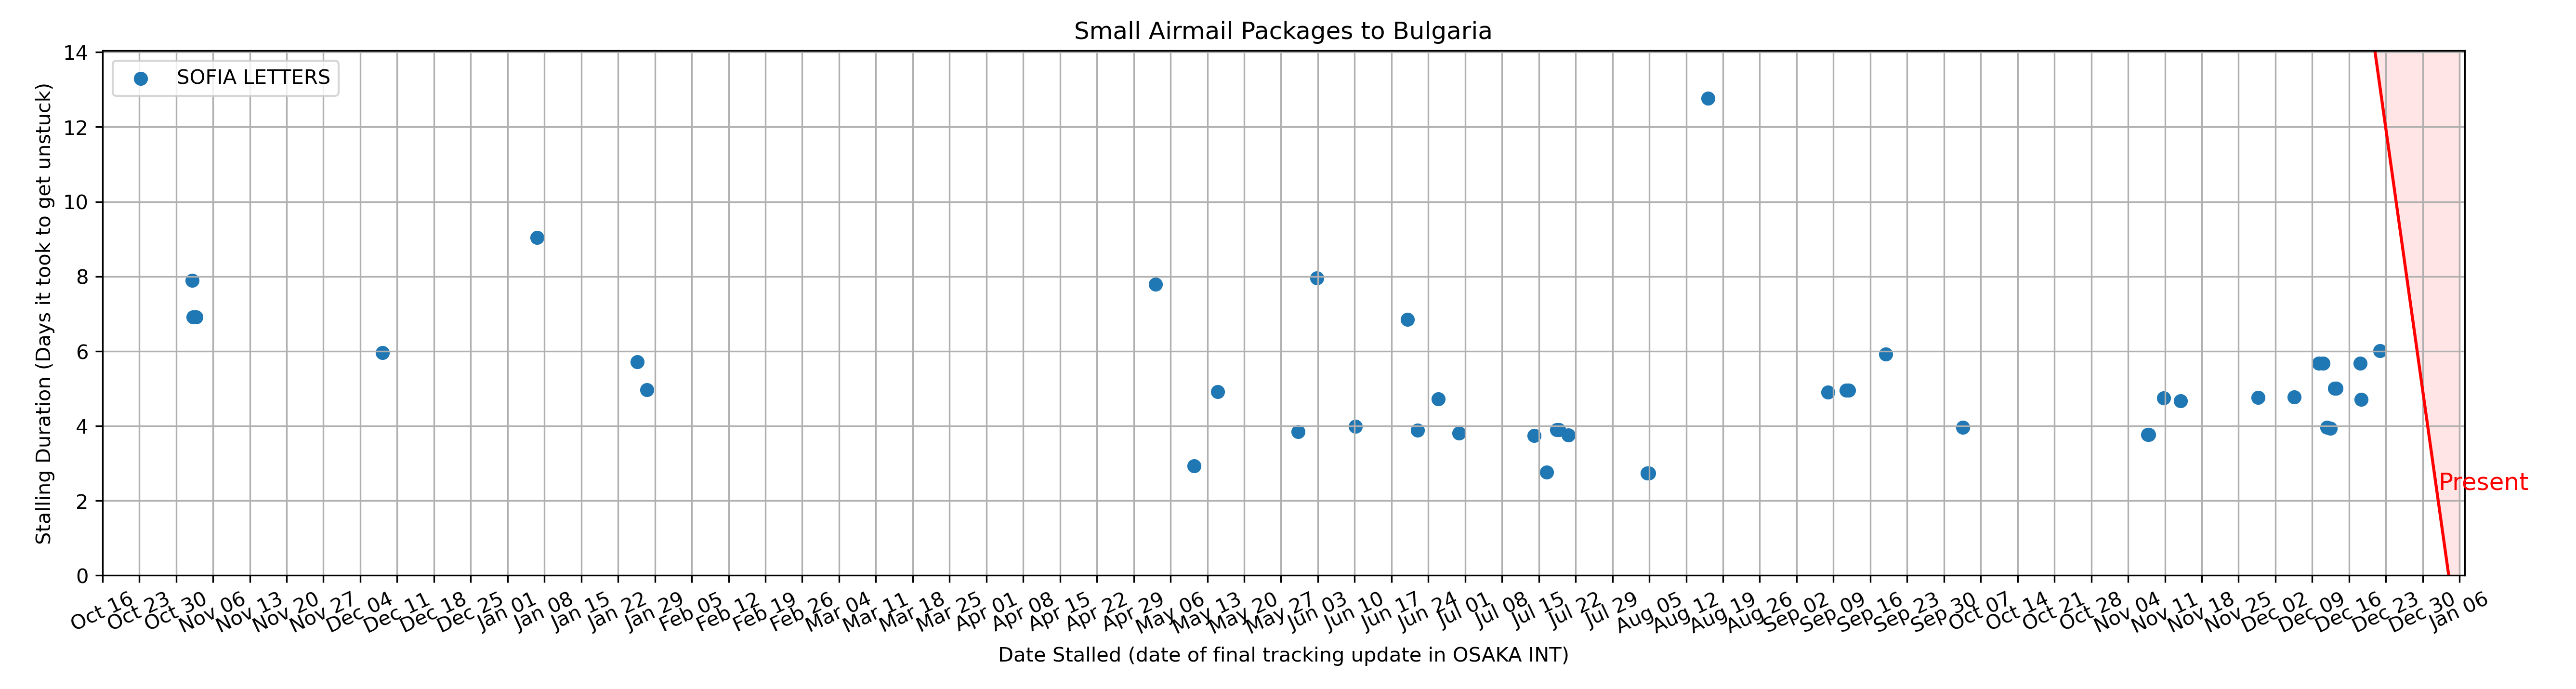 Small Airmail Packages to Bulgaria
SOFIA LETTERS
Stalling Duration (Days it took to get unstuck)
14
12
10
8
6
4
2
0
Present
Oct 16 Oct 23 Oct 30 Nov 06 Nov 13 Nov 20 Nov 27 Dec 04 Dec 11 Dec 18 Dec 25 Jan 01 Jan 08 Jan 15 Jan 22 Jan 29 Feb 05 Feb 12 Feb 19 Feb 26 Mar 04 Mar 11 Mar 18 Mar 25 Apr 01 Apr 08 Apr 15 Apr 22 Apr 29 May 06 May 13 May 20 May 27 Jun 03 Jun 10 Jun 17 Jun 24 Jul 01 Jul 08 Jul 15 Jul 22 Jul 29 Aug 05 Aug 12 Aug 19 Aug 26 Sep 02 Sep 09 Sep 16 Sep 23 Sep 30 Oct 07 Oct 14 Oct 21 Oct 28 Nov 04 Nov 11 Nov 18 Nov 25 Dec 02 Dec 09 Dec 16 Dec 23 Dec 30 Jan 06
Date Stalled (date of final tracking update in OSAKA INT)